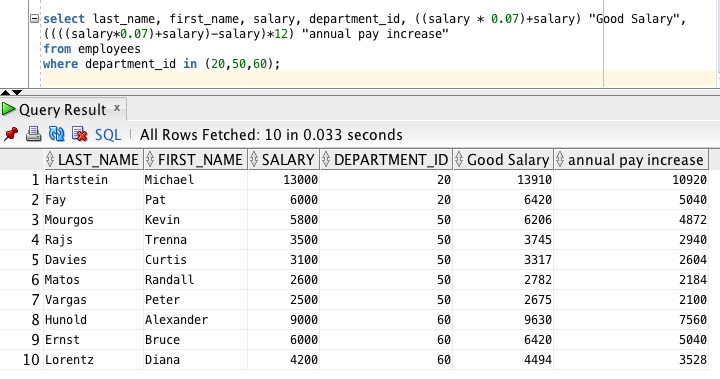 select last_name, first_name, salary, department_id, ((salary * 0.07)+salary) "Good Salary",
((((salary*0.07)+salary)-salary)*12) "annual pay increase"
from employees
where department_id in (20,50,60);
Query Result x
SQL | All Rows Fetched: 10 in 0.033 seconds
LAST_NAME FIRST_NAME SALARY DEPARTMENT_ID Good Salary annual pay increase
1 Hartstein Michael 13000 20 13910 10920
2 Fay Pat 6000 20 6420 5040
3 Mourgos Kevin 5800 50 6206 4872
4 Rajs Trenna 3500 50 3745 2940
5 Davies Curtis 3100 50 3317 2604
6 Matos Randall 2600 50 2782 2184
7 Vargas Peter 2500 50 2675 2100
8 Hunold Alexander 9000 60 9630 7560
9 Ernst Bruce 6000 60 6420 5040
10 Lorentz Diana 4200 60 4494 3528